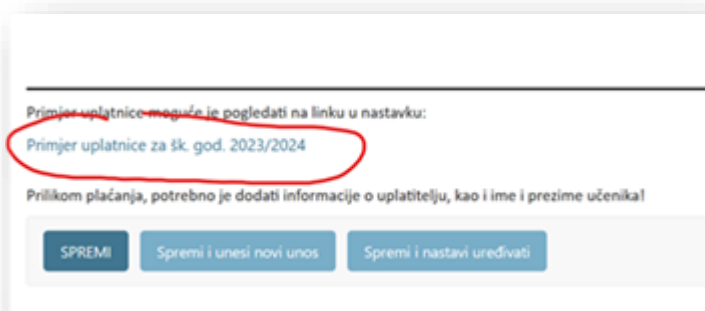 Primjer uplatnice moguće je pogledati na linku u nastavku:
Primjer uplatnice za šk. god. 2023/2024
Prilikom plaćanja, potrebno je dodati informacije o uplatitelju, kao i ime i prezime učenika!
SPREMI Spremi i unesi novi unos Spremi i nastavi uređivati